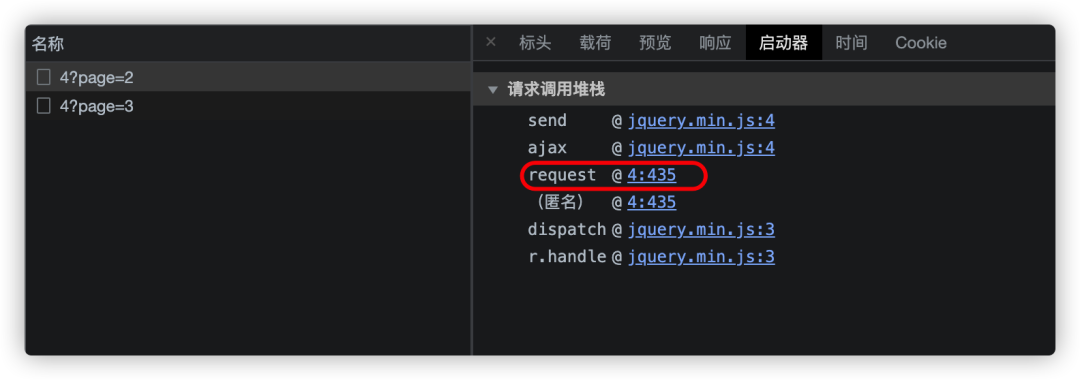 名称
4?page=2
4?page=3
× 标头 载荷 预览 响应 启动器 时间 Cookie
▼ 请求调用堆栈
send @ jquery.min.js:4
ajax @ jquery.min.js:4
request @ 4:435
（匿名） @ 4:435
dispatch @ jquery.min.js:3
r.handle @ jquery.min.js:3